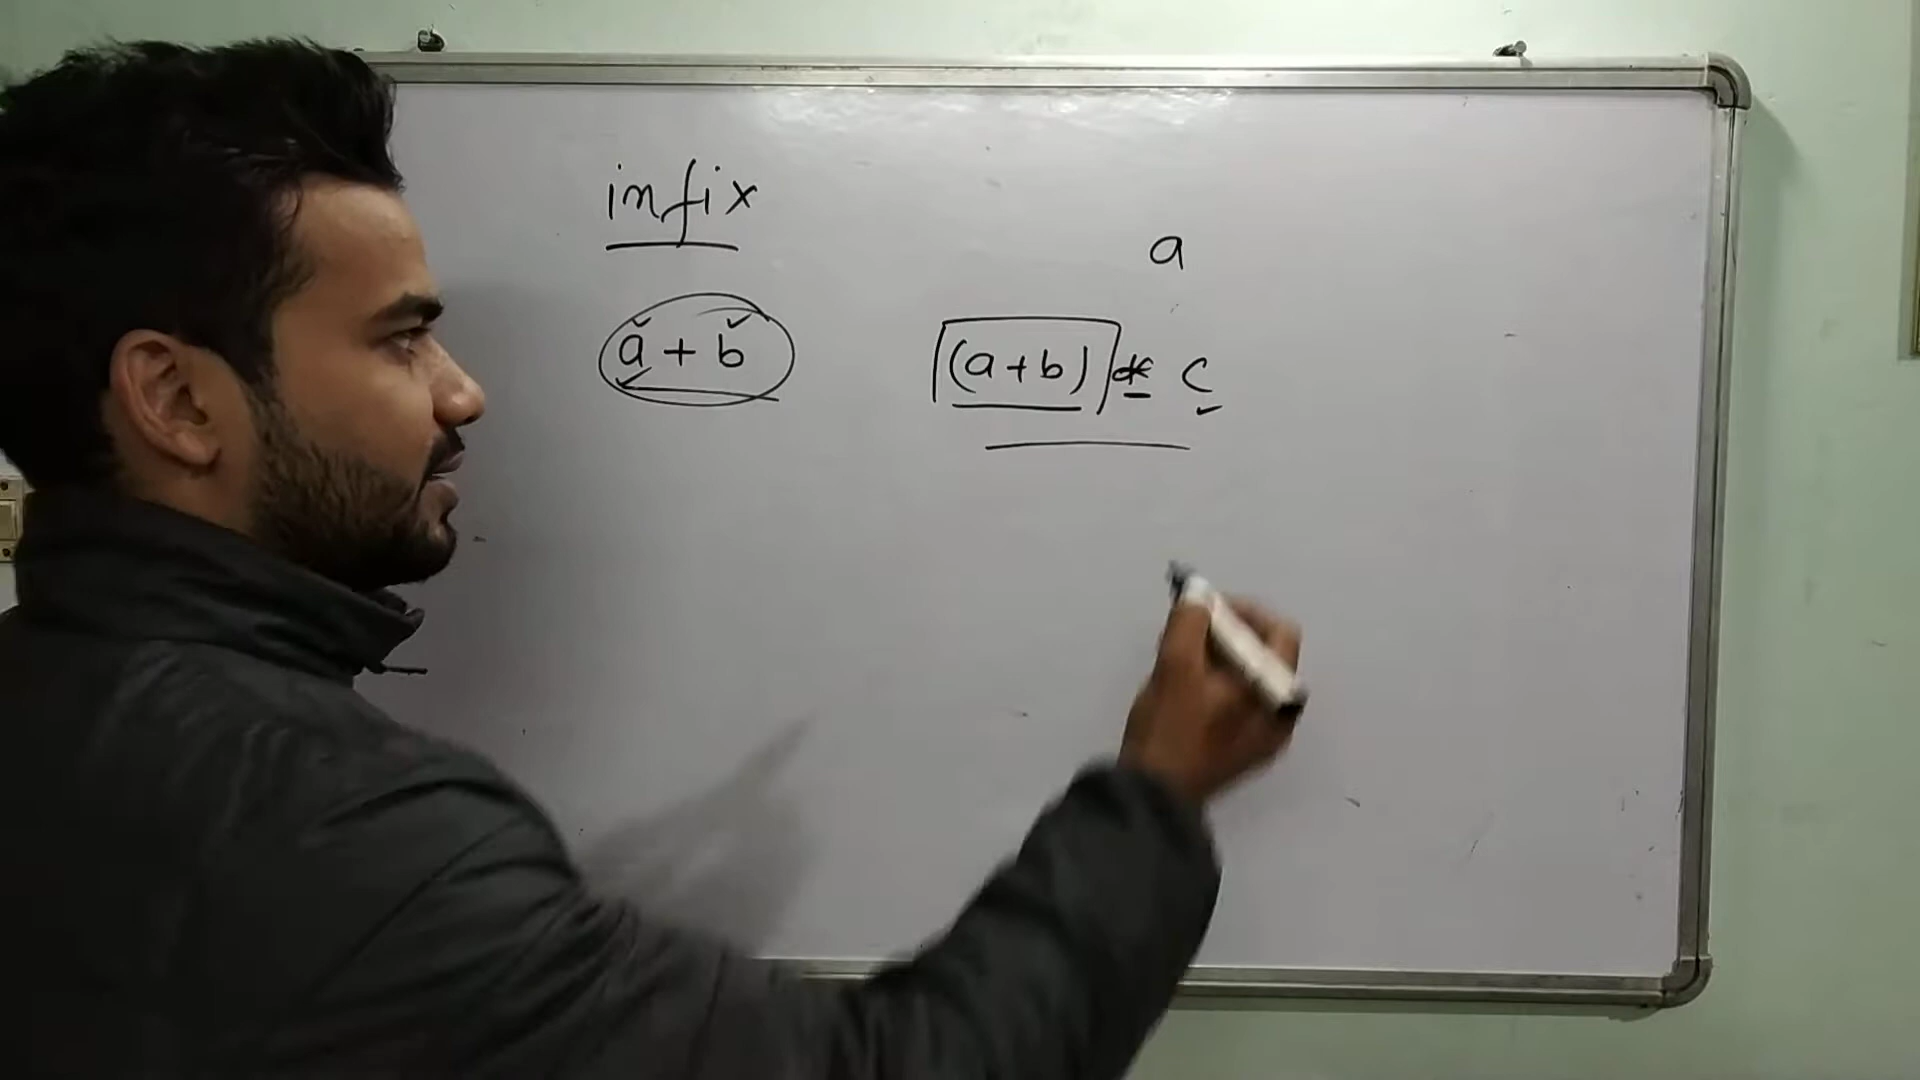 infix
a
a + b
(a+b) * c